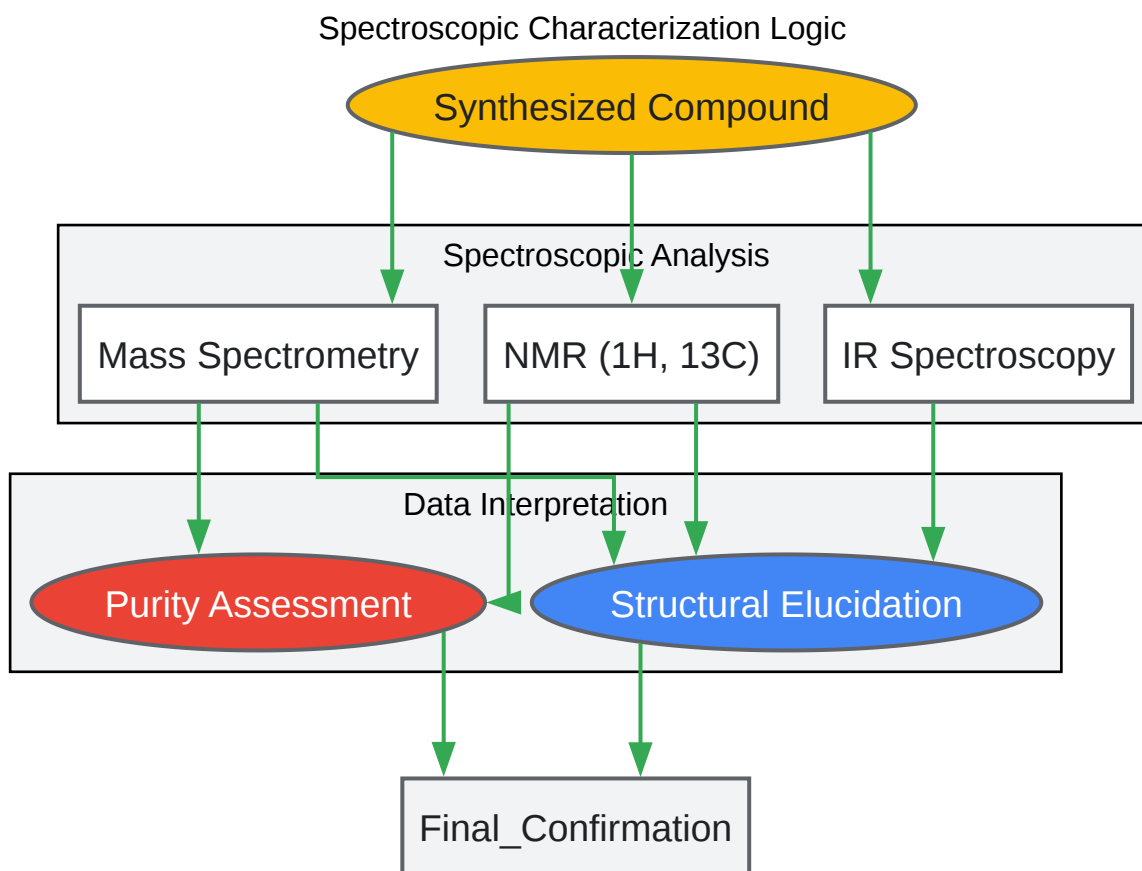 Spectroscopic Characterization Logic
Synthesized Compound
Spectroscopic Analysis
Mass Spectrometry
NMR (1H, 13C)
IR Spectroscopy
Data Interpretation
Purity Assessment
Structural Elucidation
Final_Confirmation